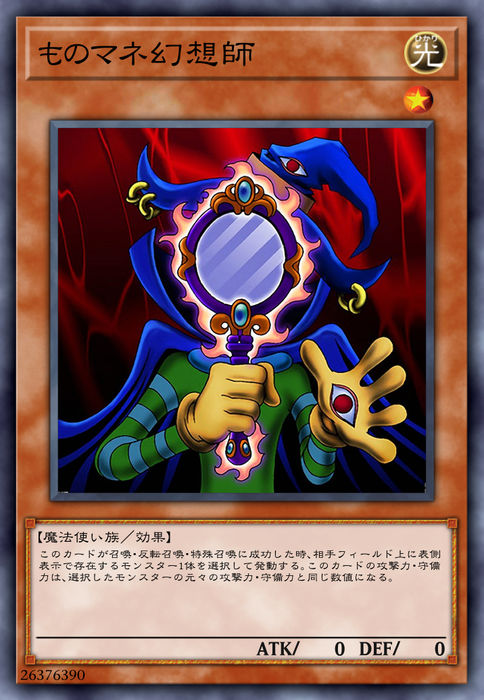 ものマネ幻想師
ひかり
光
【魔法使い族／効果】
このカードが召喚・反転召喚・特殊召喚に成功した時、相手フィールド上に表側
表示で存在するモンスター1体を選択して発動する。このカードの攻撃力・守備
力は、選択したモンスターの元々の攻撃力・守備力と同じ数値になる。
ATK/ 0 DEF/ 0
26376390